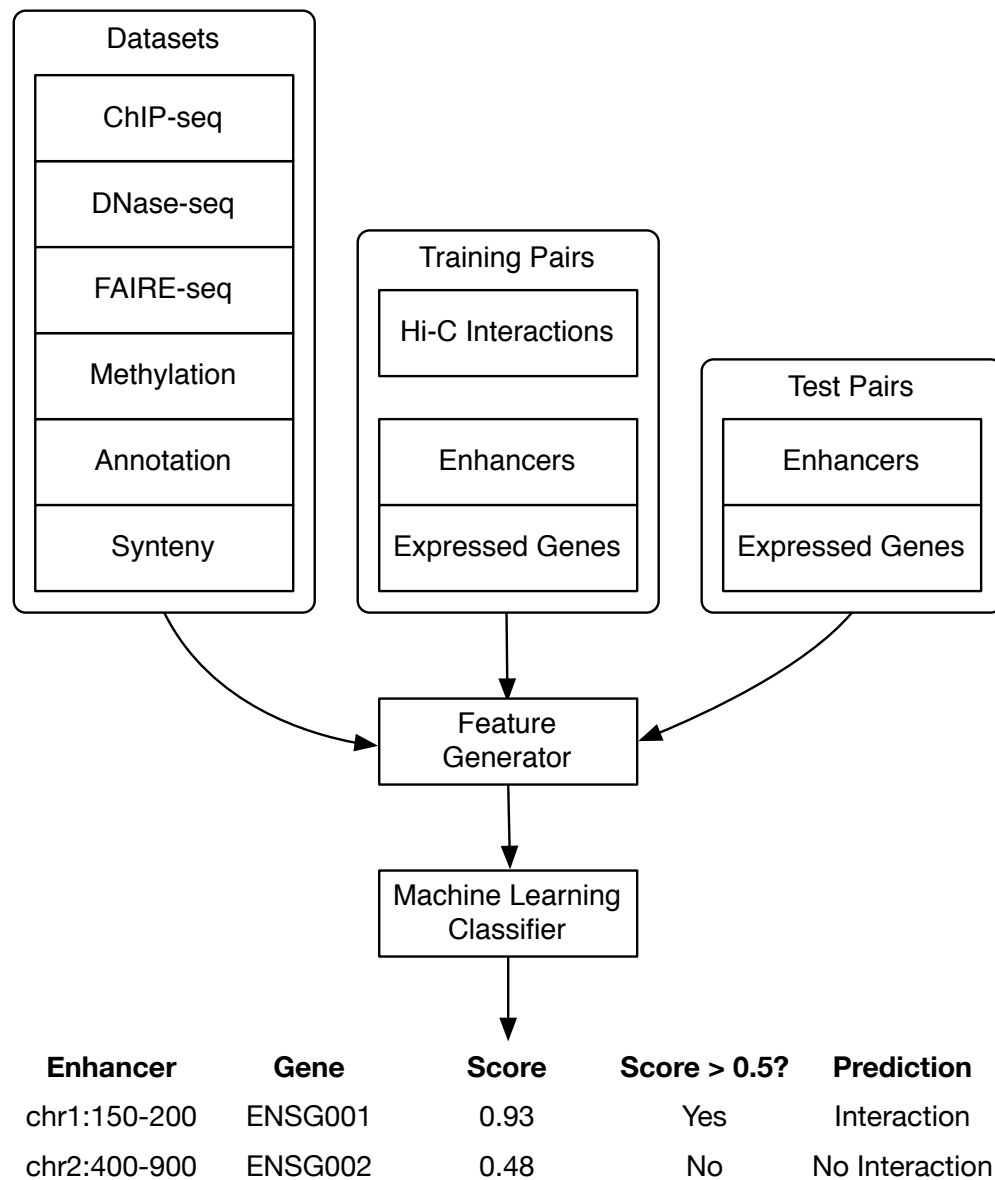 Datasets
ChIP-seq
DNase-seq
FAIRE-seq
Methylation
Annotation
Synteny
Training Pairs
Hi-C Interactions
Enhancers
Expressed Genes
Test Pairs
Enhancers
Expressed Genes
Feature
Generator
Machine Learning
Classifier
Enhancer Gene Score Score > 0.5? Prediction
chr1:150-200 ENSG001 0.93 Yes Interaction
chr2:400-900 ENSG002 0.48 No No Interaction